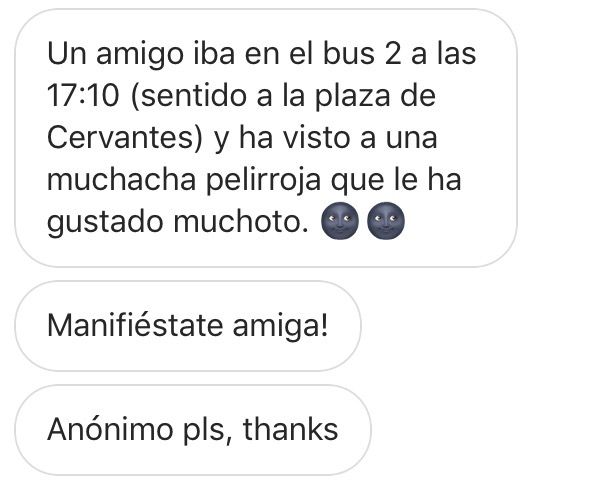 Un amigo iba en el bus 2 a las
17:10 (sentido a la plaza de
Cervantes) y ha visto a una
muchacha pelirroja que le ha
gustado muchoto. 🌚🌚
Manifiéstate amiga!
Anónimo pls, thanks